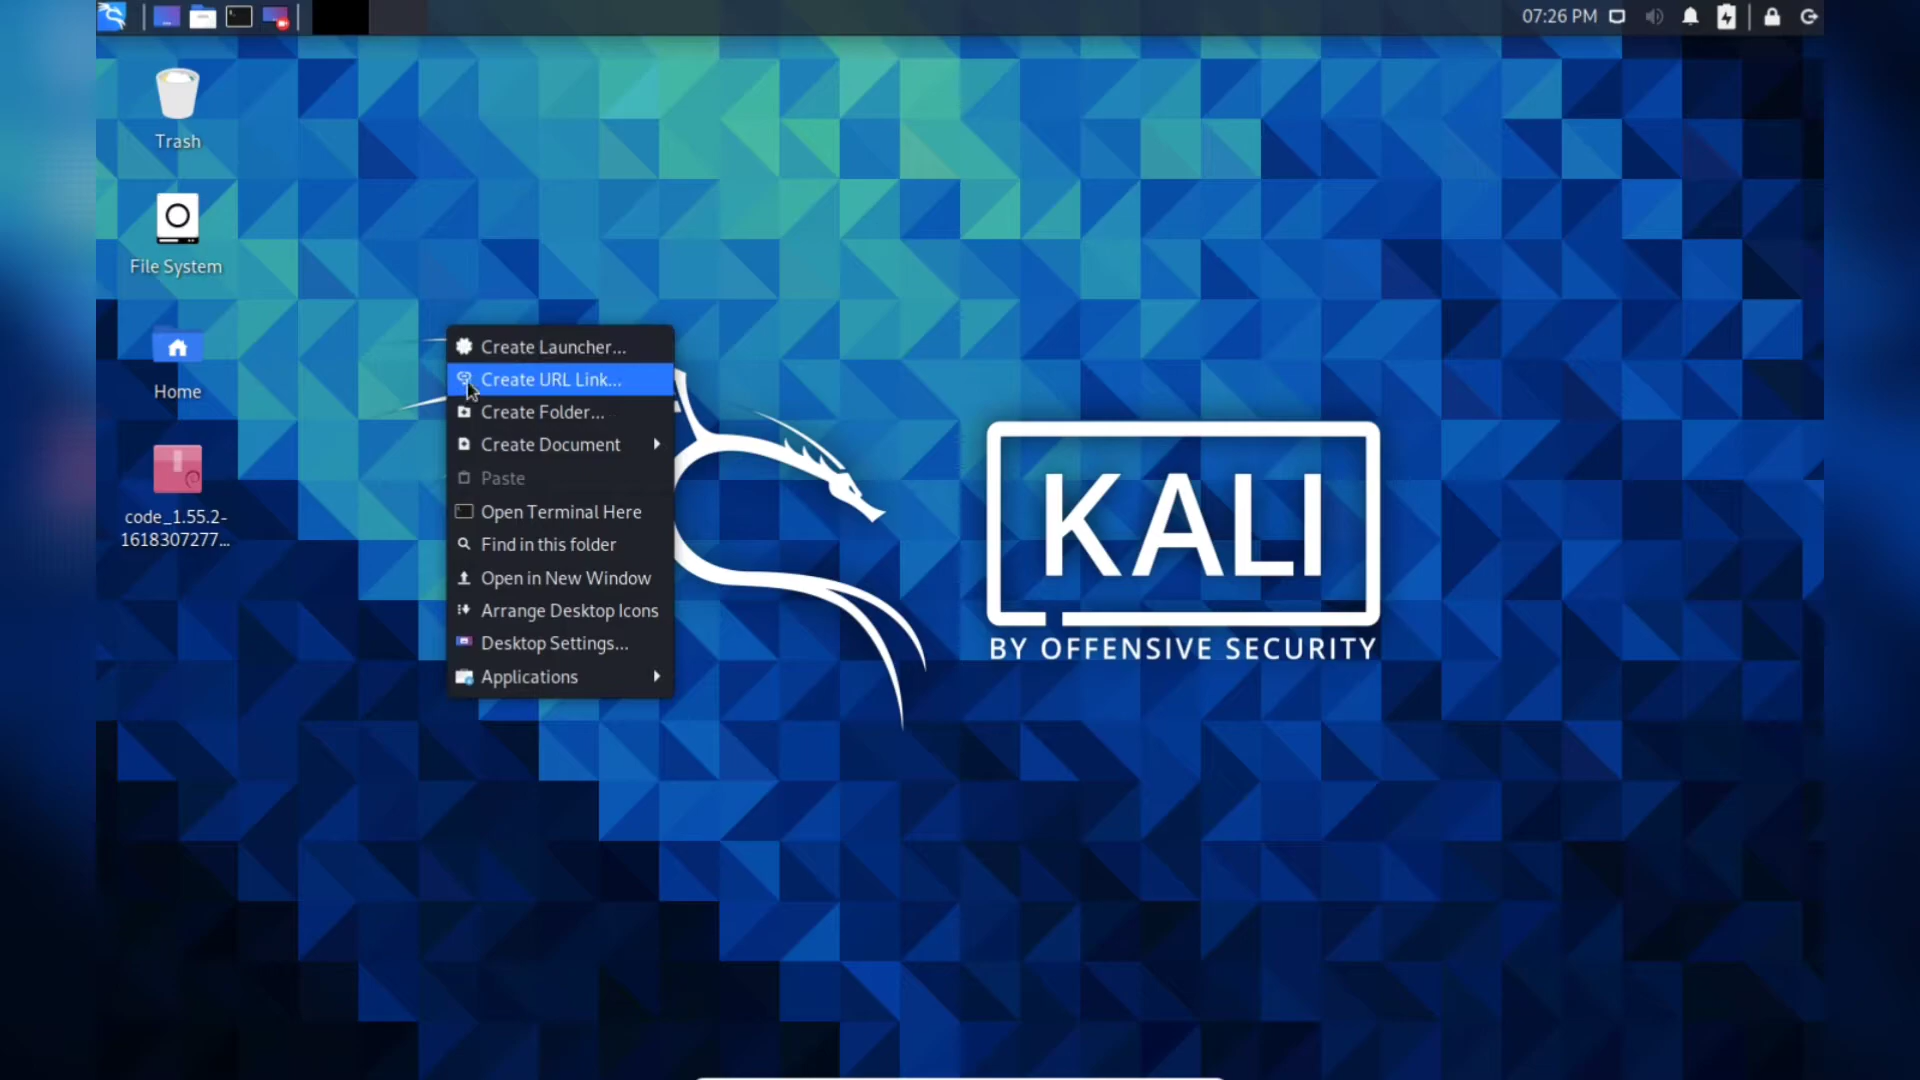 07:26 PM
Trash
File System
Home
code_1.55.2-
1618307277...
Create Launcher...
Create URL Link...
Create Folder...
Create Document
Paste
Open Terminal Here
Find in this folder
Open in New Window
Arrange Desktop Icons
Desktop Settings...
Applications
KALI
BY OFFENSIVE SECURITY